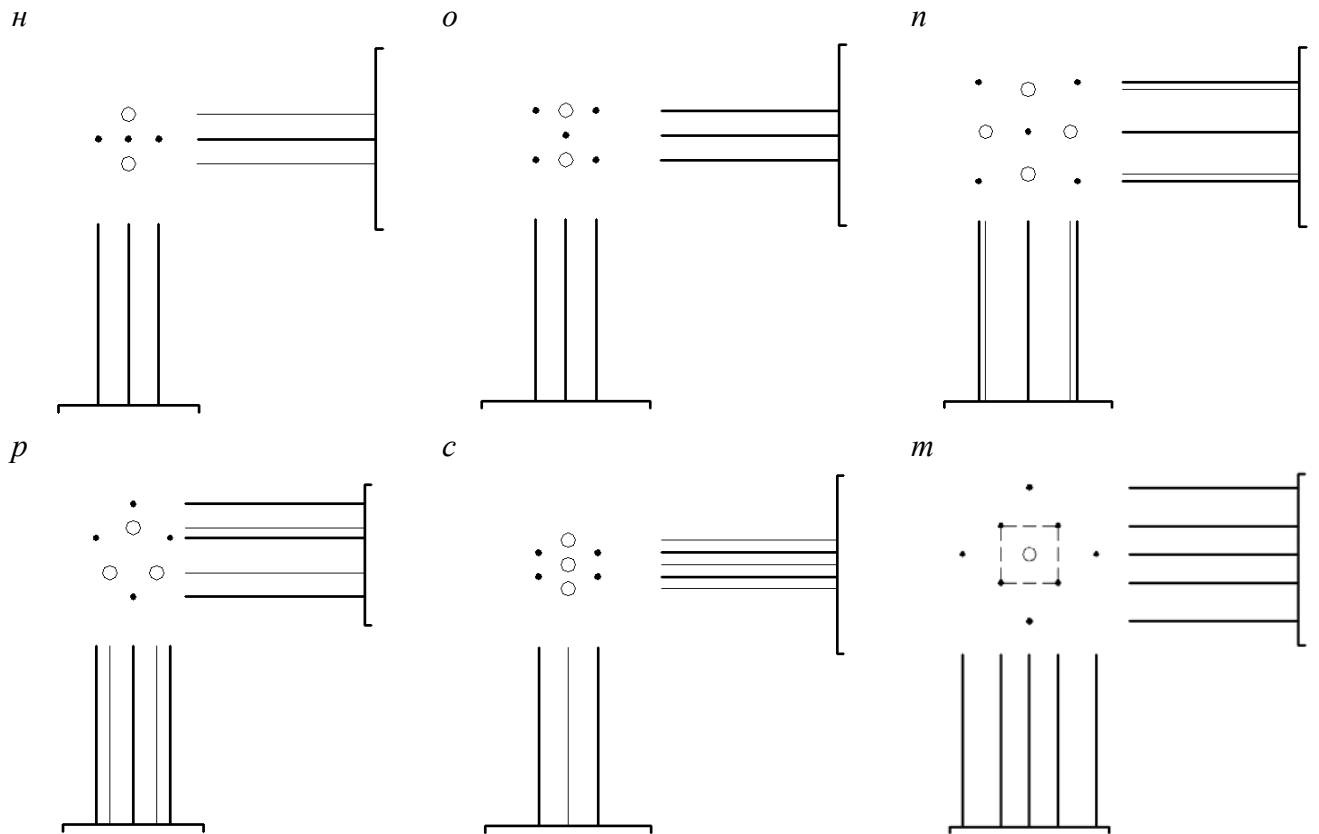 н о п
р с т